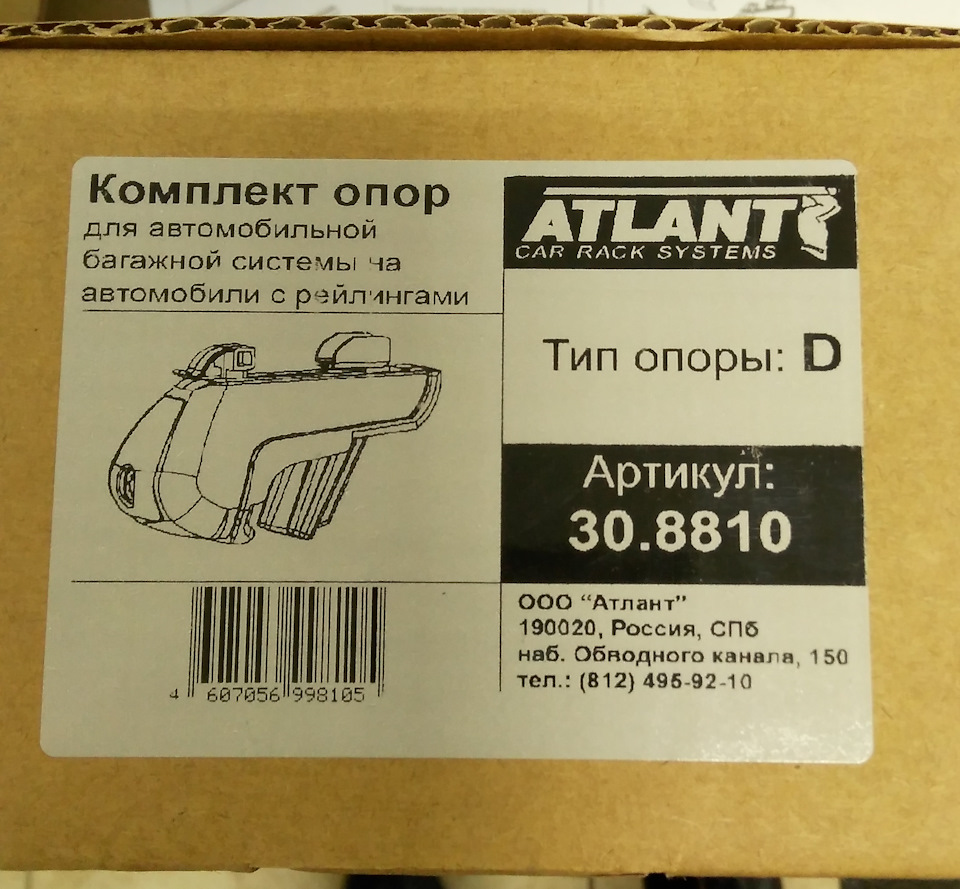 Комплект опор
для автомобильной
багажной системы на
автомобили с рейлингами
ATLANT
CAR RACK SYSTEMS
Тип опоры: D
Артикул:
30.8810
4 607056 998105
ООО “Атлант”
190020, Россия, СПб
наб. Обводного канала, 150
тел.: (812) 495-92-10